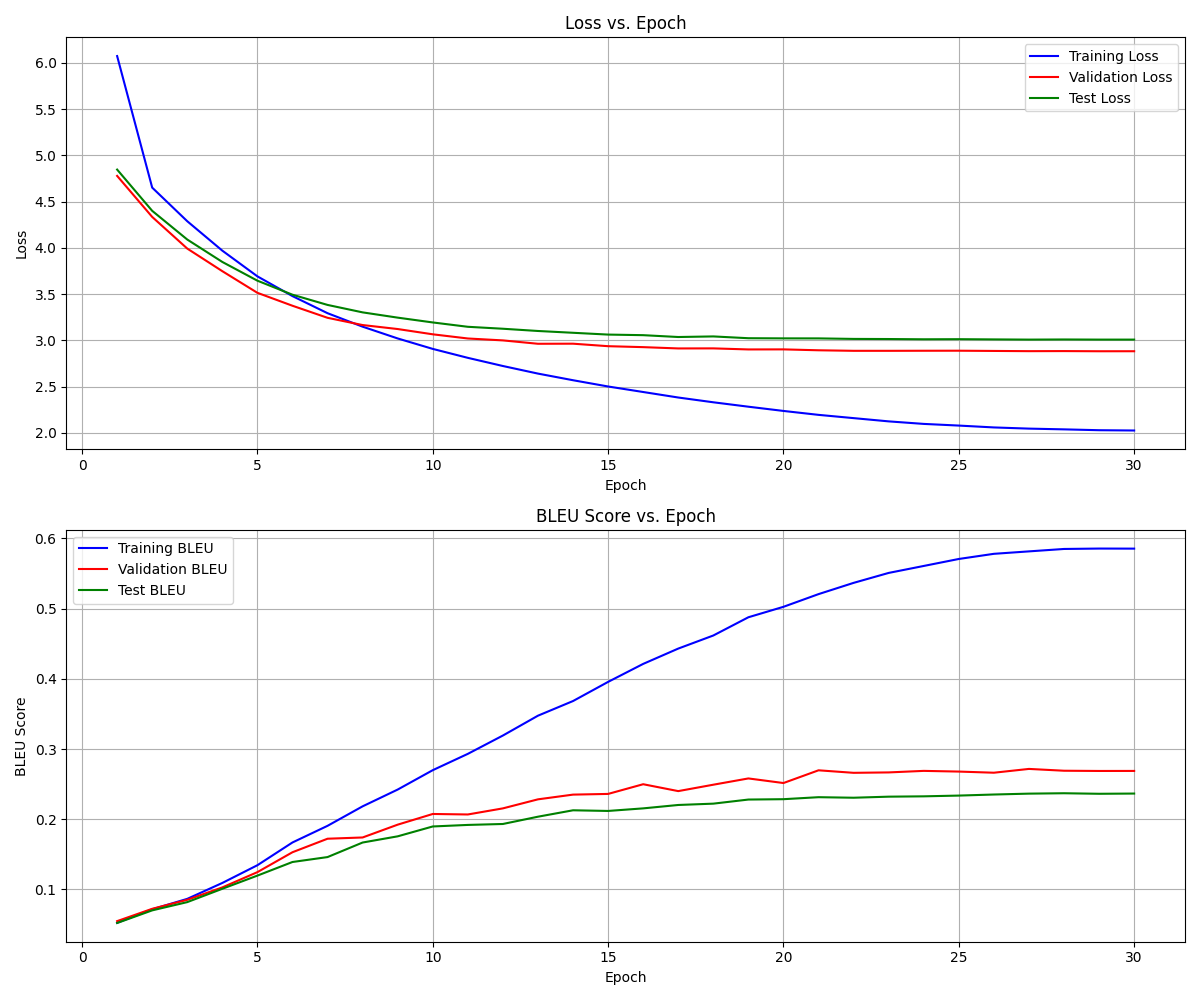 Loss vs. Epoch
6.0
5.5
5.0
4.5
4.0
3.5
3.0
2.5
2.0
Loss
Training Loss
Validation Loss
Test Loss
0 5 10 15 20 25 30
Epoch
BLEU Score vs. Epoch
0.6
0.5
0.4
0.3
0.2
0.1
BLEU Score
Training BLEU
Validation BLEU
Test BLEU
0 5 10 15 20 25 30
Epoch